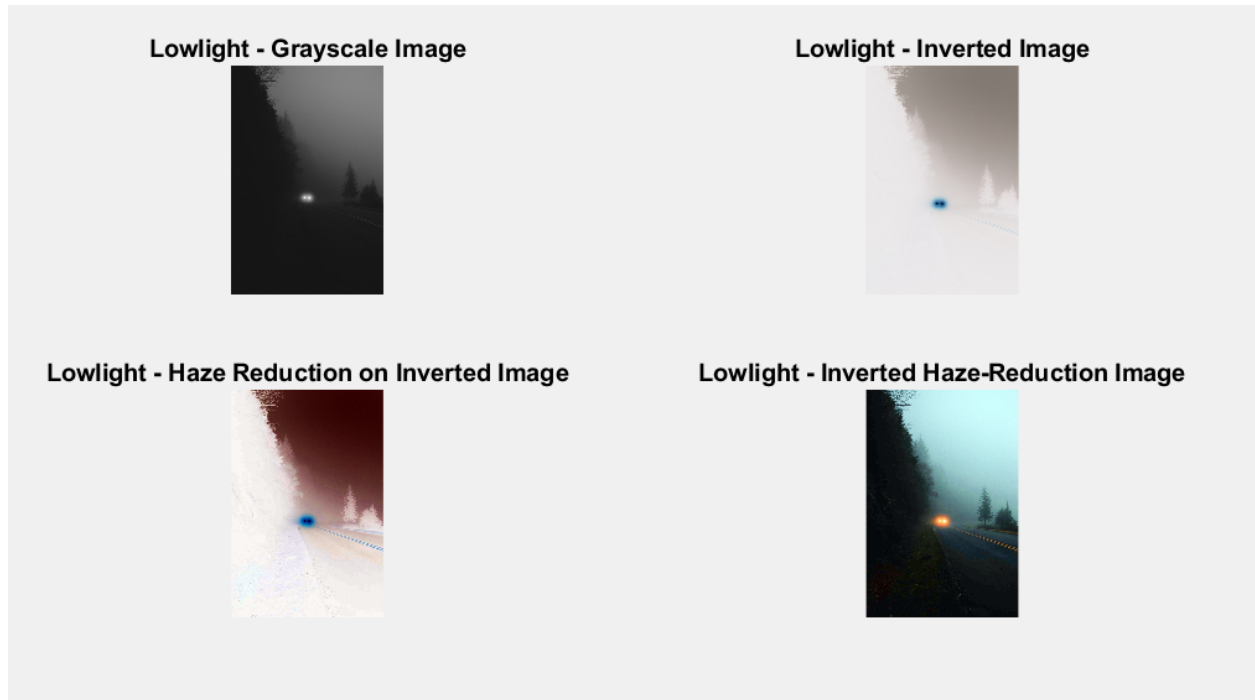 Lowlight - Grayscale Image
Lowlight - Inverted Image
Lowlight - Haze Reduction on Inverted Image
Lowlight - Inverted Haze-Reduction Image